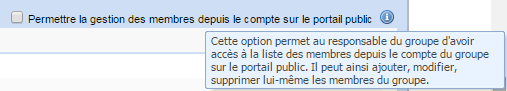 Permettre la gestion des membres depuis le compte sur le portail public
Cette option permet au responsable du groupe d'avoir
accès à la liste des membres depuis le compte du groupe
sur le portail public. Il peut ainsi ajouter, modifier,
supprimer lui-même les membres du groupe.